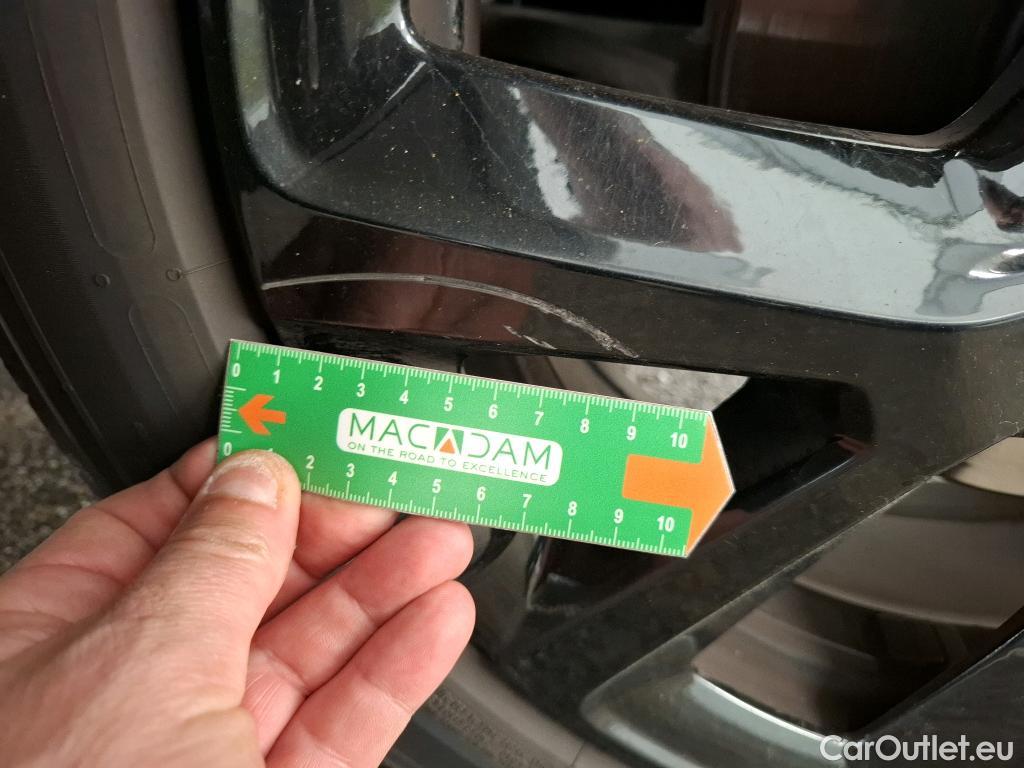 0 1 2 3 4 5 6 7 8 9 10
MACADAM
ON THE ROAD TO EXCELLENCE
0 1 2 3 4 5 6 7 8 9 10
CarOutlet.eu